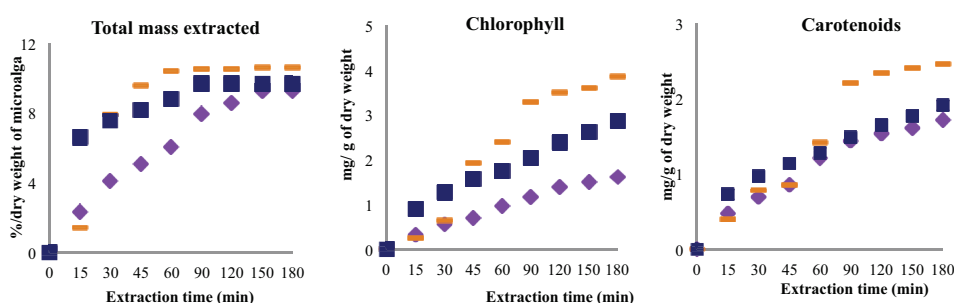 Total mass extracted
%/dry weight of microalga
12
8
4
0
0 15 30 45 60 90 120 150 180
Extraction time (min)
Chlorophyll
mg/ g of dry weight
5
4
3
2
1
0
0 15 30 45 60 90 120 150 180
Extraction time (min)
Carotenoids
mg/g of dry weight
3
2
1
0
0 15 30 45 60 90 120 150 180
Extraction time (min)